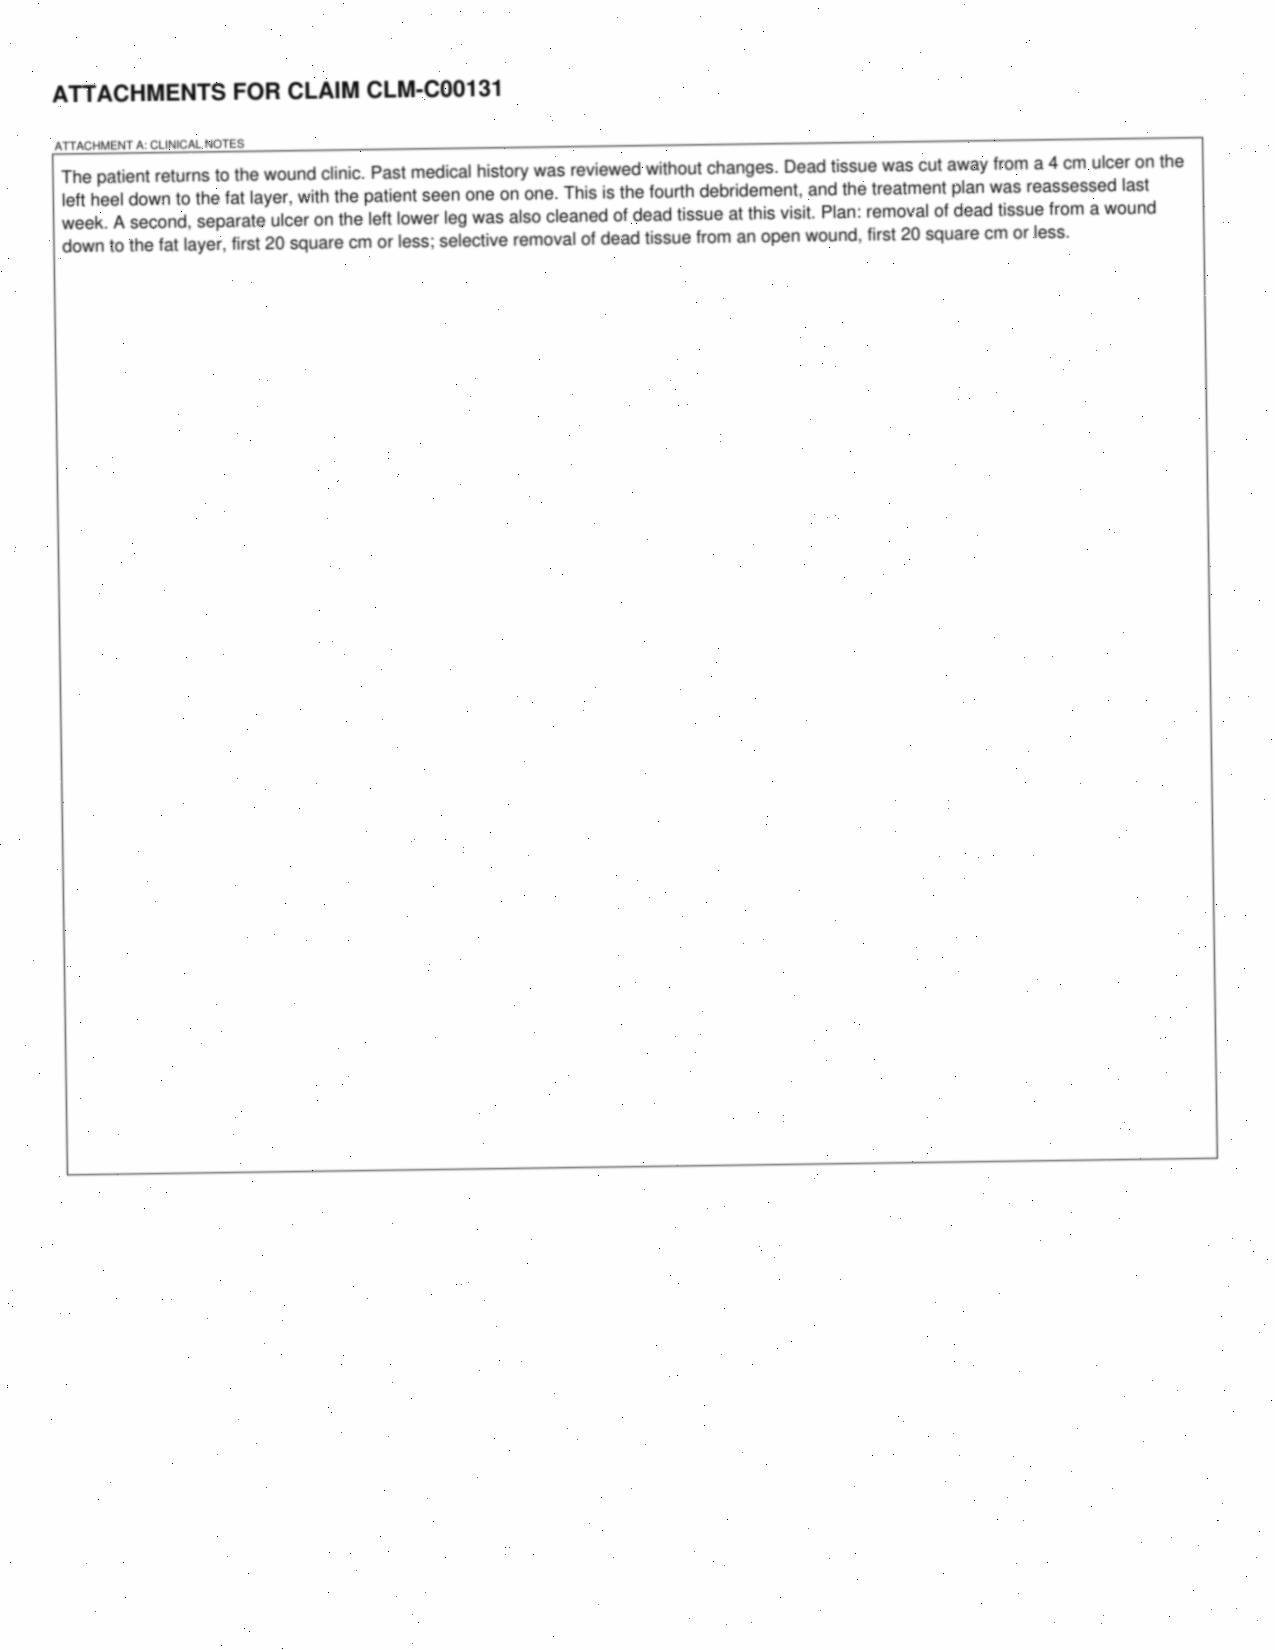 ATTACHMENTS FOR CLAIM CLM-C00131
ATTACHMENT A: CLINICAL NOTES
The patient returns to the wound clinic. Past medical history was reviewed without changes. Dead tissue was cut away from a 4 cm ulcer on the
left heel down to the fat layer, with the patient seen one on one. This is the fourth debridement, and the treatment plan was reassessed last
week. A second, separate ulcer on the left lower leg was also cleaned of dead tissue at this visit. Plan: removal of dead tissue from a wound
down to the fat layer, first 20 square cm or less; selective removal of dead tissue from an open wound, first 20 square cm or less.